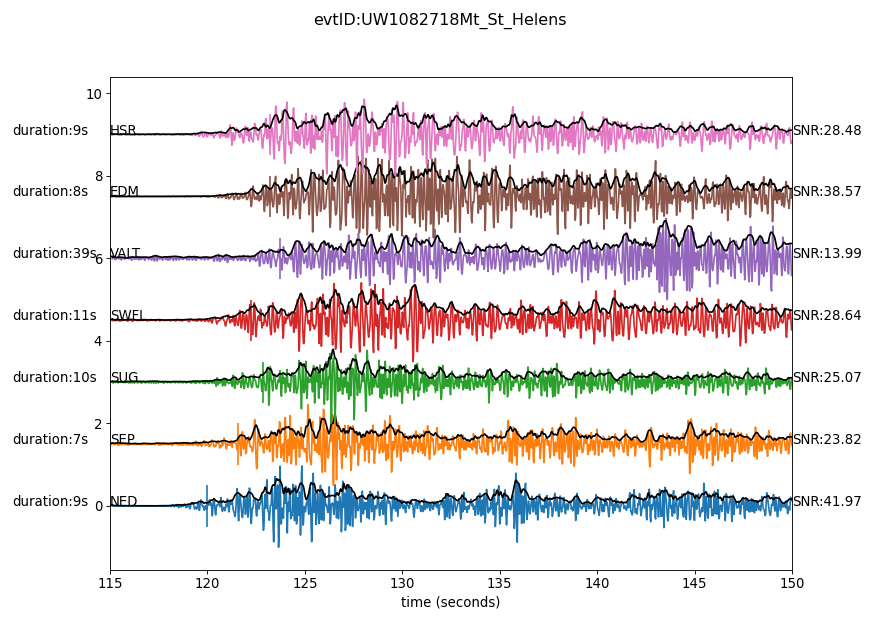 evtID:UW1082718Mt_St_Helens
10
duration:9s HSR SNR:28.48
8
duration:8s EDM SNR:38.57
duration:39s VALT SNR:13.99
6
duration:11s SWFL SNR:28.64
4
duration:10s SUG SNR:25.07
2
duration:7s SEP SNR:23.82
duration:9s NED SNR:41.97
0
115 120 125 130 135 140 145 150
time (seconds)